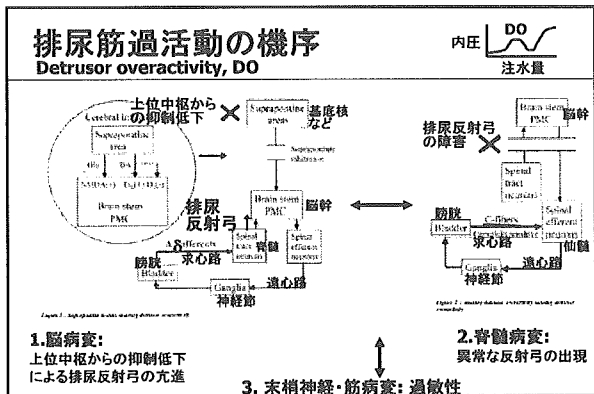 排尿筋過活動の機序
Detrusor overactivity, DO
内圧
DO
注水量
上位中枢から
の抑制低下
Suprapontine
area
Brain stem
PMC
Suprapontine
areas
基底核
など
Brain stem
PMC
脳幹
排尿
反射弓
Spinal
tract
neurons
脊髄
Spinal
efferent
neurons
Aδ afferents
求心路
膀胱
Bladder
Ganglia
神経節
遠心路
Brain stem
PMC
脳幹
排尿反射弓
の障害
Spinal
tract
neurons
膀胱
Bladder
C-fibers
求心路
Spinal
efferent
neurons
仙髄
Ganglia
神経節
遠心路
1.脳病変:
上位中枢からの抑制低下
による排尿反射弓の亢進
2.脊髄病変:
異常な反射弓の出現
3. 末梢神経・筋病変: 過敏性